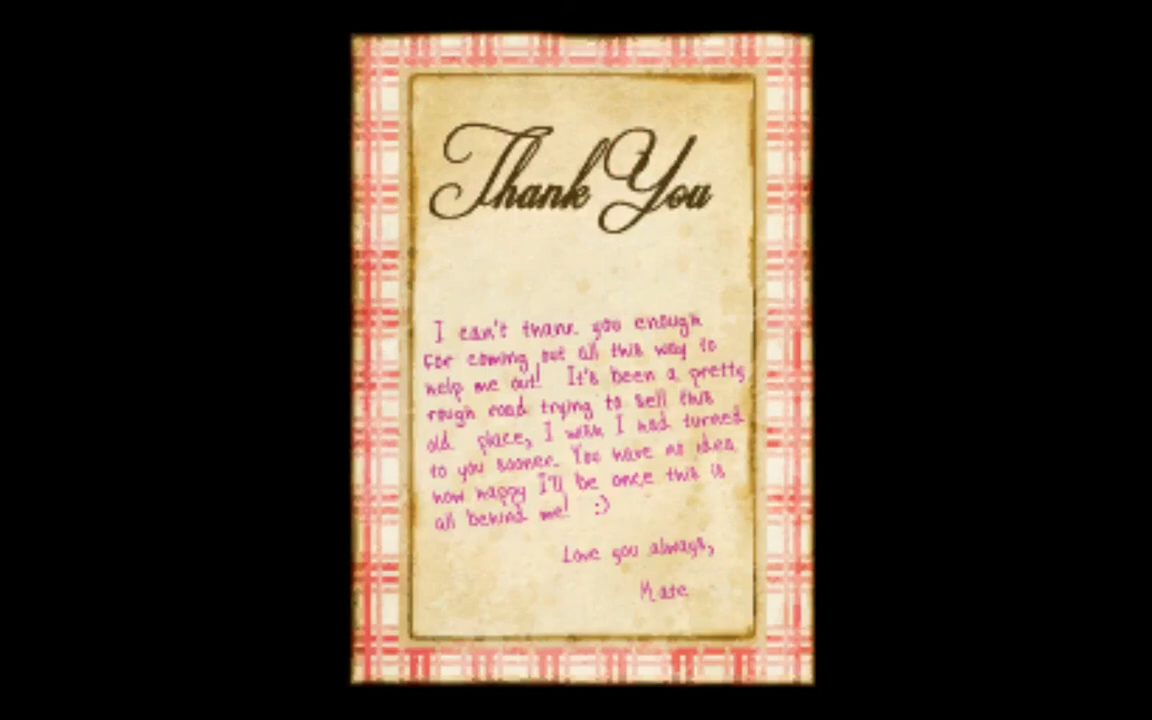 Thank You
I can't thank you enough
for coming out all this way to
help me out! It's been a pretty
rough road trying to sell this
old place, I wish I had turned
to you sooner. You have no idea
how happy I'll be once this is
all behind me! :)
Love you always,
Kate